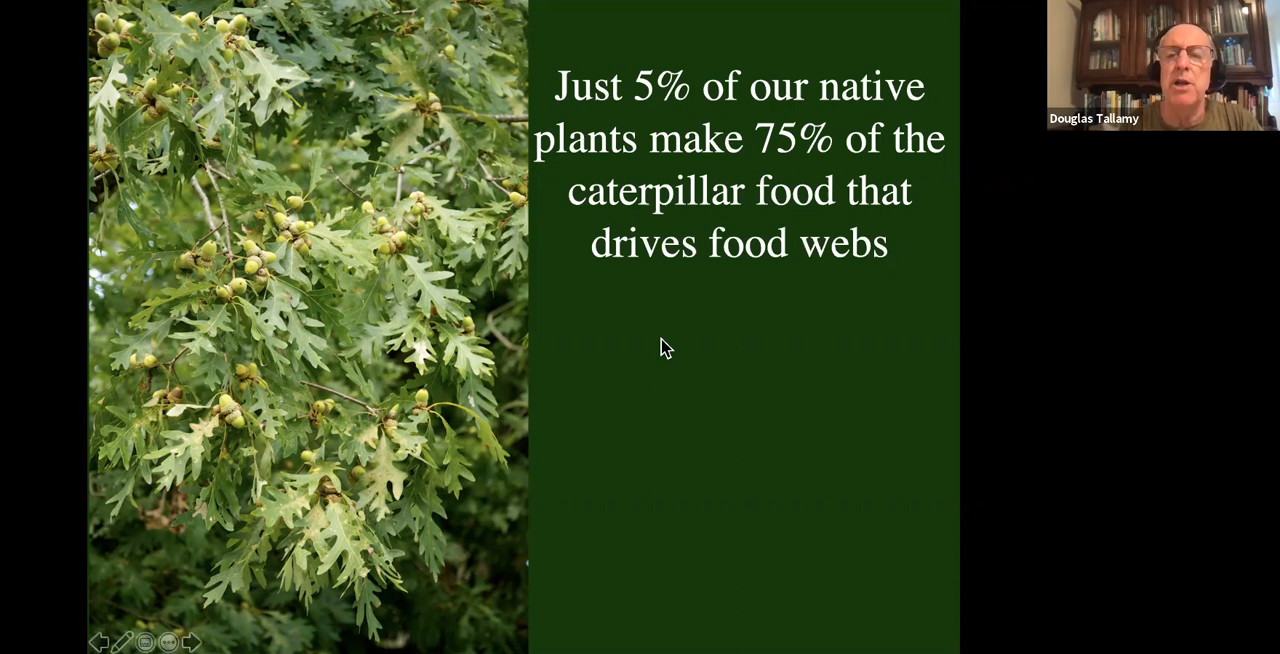 Just 5% of our native
plants make 75% of the
caterpillar food that
drives food webs
Douglas Tallamy